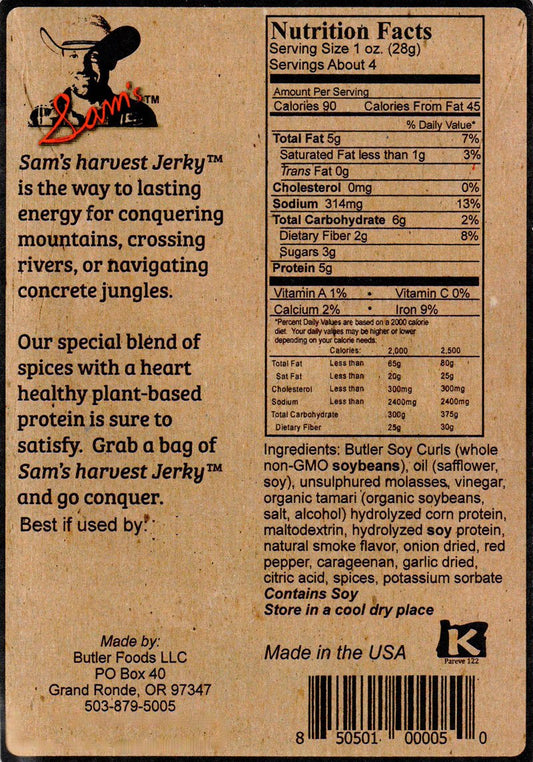 Sam's™
Sam's harvest Jerky™
is the way to lasting
energy for conquering
mountains, crossing
rivers, or navigating
concrete jungles.
Our special blend of
spices with a heart
healthy plant-based
protein is sure to
satisfy. Grab a bag of
Sam's harvest Jerky™
and go conquer.
Best if used by:
Made by:
Butler Foods LLC
PO Box 40
Grand Ronde, OR 97347
503-879-5005
Nutrition Facts
Serving Size 1 oz. (28g)
Servings About 4
Amount Per Serving
Calories 90 Calories From Fat 45
% Daily Value*
Total Fat 5g 7%
Saturated Fat less than 1g 3%
Trans Fat 0g
Cholesterol 0mg 0%
Sodium 314mg 13%
Total Carbohydrate 6g 2%
Dietary Fiber 2g 8%
Sugars 3g
Protein 5g
Vitamin A 1% • Vitamin C 0%
Calcium 2% • Iron 9%
*Percent Daily Values are based on a 2000 calorie
diet. Your daily values may be higher or lower
depending on your calorie needs.
Calories: 2,000 2,500
Total Fat Less than 65g 80g
Sat Fat Less than 20g 25g
Cholesterol Less than 300mg 300mg
Sodium Less than 2400mg 2400mg
Total Carbohydrate 300g 375g
Dietary Fiber 25g 30g
Ingredients: Butler Soy Curls (whole
non-GMO soybeans), oil (safflower,
soy), unsulphured molasses, vinegar,
organic tamari (organic soybeans,
salt, alcohol) hydrolyzed corn protein,
maltodextrin, hydrolyzed soy protein,
natural smoke flavor, onion dried, red
pepper, carageenan, garlic dried,
citric acid, spices, potassium sorbate
Contains Soy
Store in a cool dry place
Made in the USA
K
Pareve 122
8 50501 00005 0